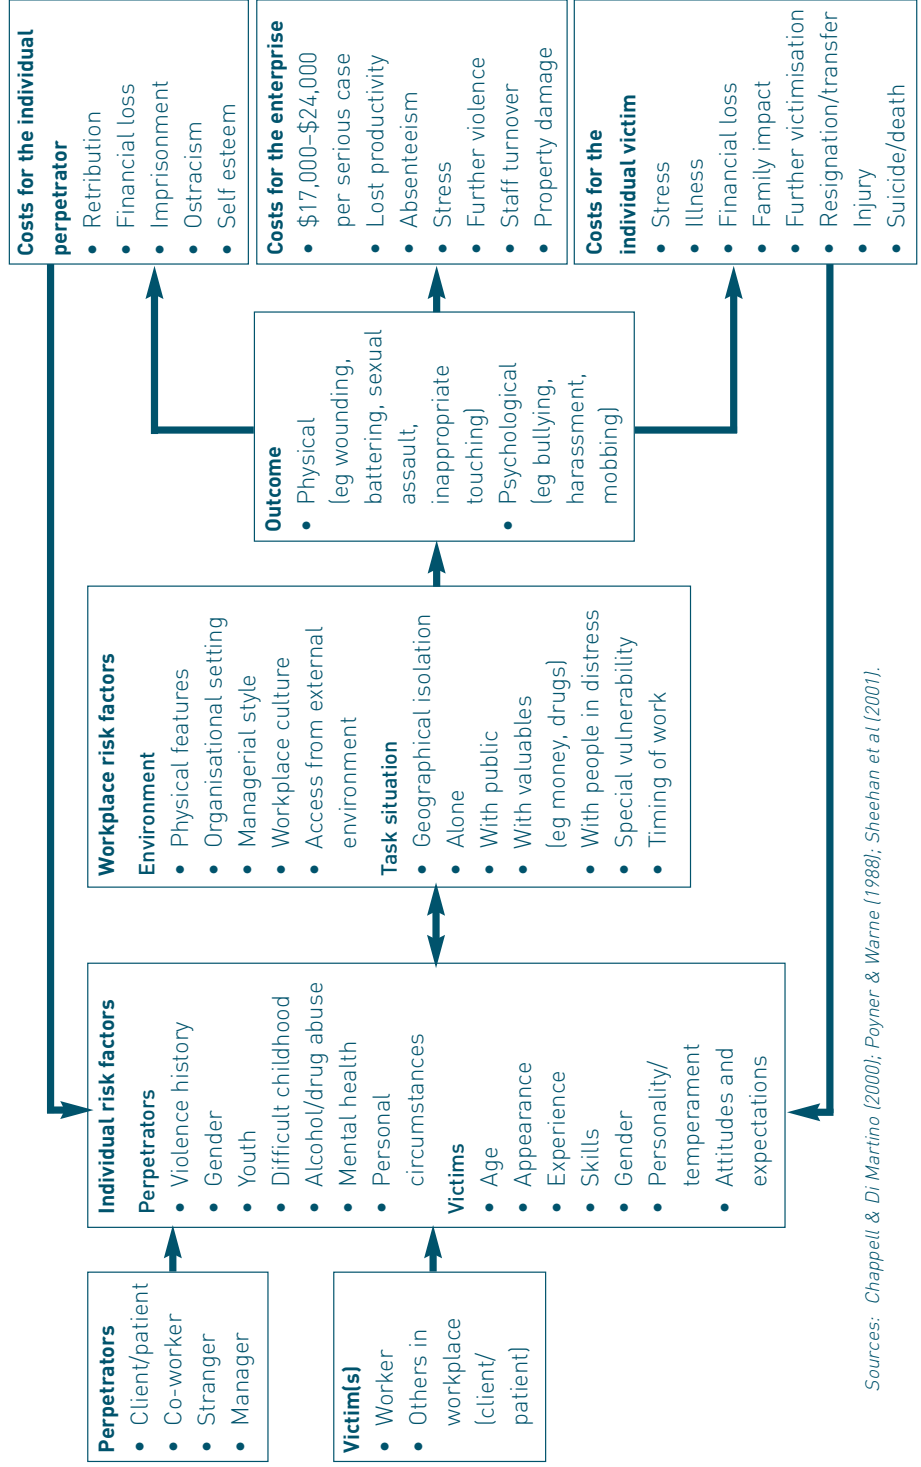 Perpetrators
• Client/patient
• Co-worker
• Stranger
• Manager
Victim(s)
• Worker
• Others in
workplace
(client/
patient)
Individual risk factors
Perpetrators
• Violence history
• Gender
• Youth
• Difficult childhood
• Alcohol/drug abuse
• Mental health
• Personal
circumstances
Victims
• Age
• Appearance
• Experience
• Skills
• Gender
• Personality/
temperament
• Attitudes and
expectations
Workplace risk factors
Environment
• Physical features
• Organisational setting
• Managerial style
• Workplace culture
• Access from external
environment
Task situation
• Geographical isolation
• Alone
• With public
• With valuables
(eg money, drugs)
• With people in distress
• Special vulnerability
• Timing of work
Outcome
• Physical
(eg wounding,
battering, sexual
assault,
inappropriate
touching)
• Psychological
(eg bullying,
harassment,
mobbing)
Costs for the individual
perpetrator
• Retribution
• Financial loss
• Imprisonment
• Ostracism
• Self esteem
Costs for the enterprise
• $17,000–$24,000
per serious case
• Lost productivity
• Absenteeism
• Stress
• Further violence
• Staff turnover
• Property damage
Costs for the
individual victim
• Stress
• Illness
• Financial loss
• Family impact
• Further victimisation
• Resignation/transfer
• Injury
• Suicide/death
Sources: Chappell & Di Martino (2000); Poyner & Warne (1988); Sheehan et al (2001).